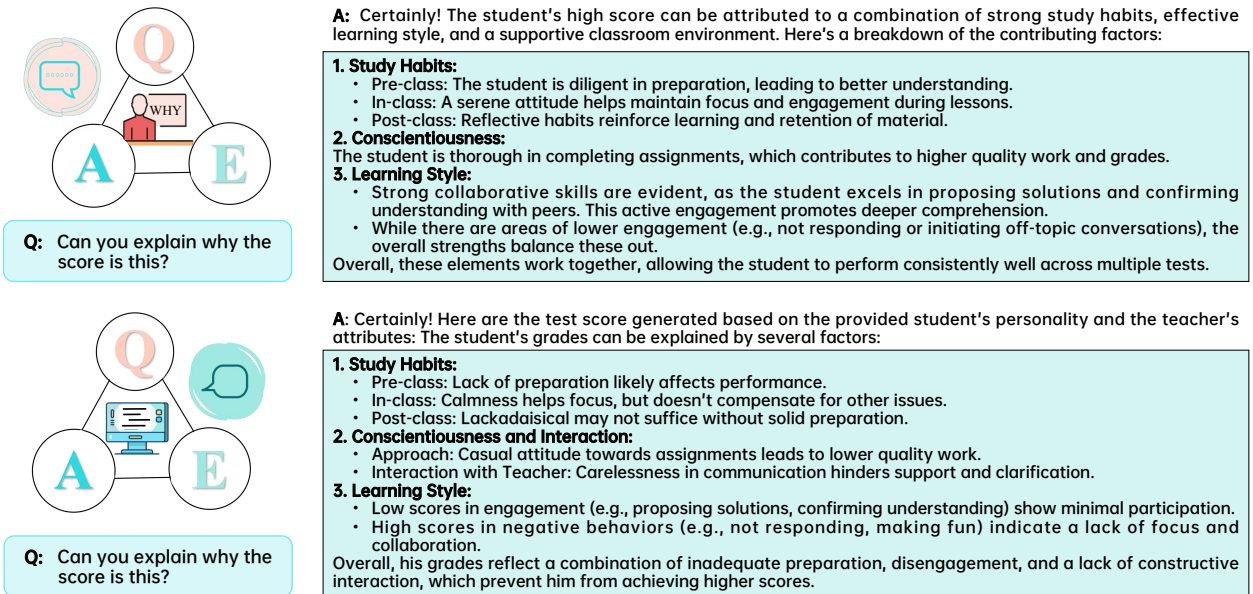 Q
WHY
A
E
Q: Can you explain why the
score is this?
A: Certainly! The student's high score can be attributed to a combination of strong study habits, effective
learning style, and a supportive classroom environment. Here's a breakdown of the contributing factors:
1. Study Habits:
• Pre-class: The student is diligent in preparation, leading to better understanding.
• In-class: A serene attitude helps maintain focus and engagement during lessons.
• Post-class: Reflective habits reinforce learning and retention of material.
2. Conscientiousness:
The student is thorough in completing assignments, which contributes to higher quality work and grades.
3. Learning Style:
• Strong collaborative skills are evident, as the student excels in proposing solutions and confirming
understanding with peers. This active engagement promotes deeper comprehension.
• While there are areas of lower engagement (e.g., not responding or initiating off-topic conversations), the
overall strengths balance these out.
Overall, these elements work together, allowing the student to perform consistently well across multiple tests.
Q
A
E
Q: Can you explain why the
score is this?
A: Certainly! Here are the test score generated based on the provided student's personality and the teacher's
attributes: The student's grades can be explained by several factors:
1. Study Habits:
• Pre-class: Lack of preparation likely affects performance.
• In-class: Calmness helps focus, but doesn't compensate for other issues.
• Post-class: Lackadaisical may not suffice without solid preparation.
2. Conscientiousness and Interaction:
• Approach: Casual attitude towards assignments leads to lower quality work.
• Interaction with Teacher: Carelessness in communication hinders support and clarification.
3. Learning Style:
• Low scores in engagement (e.g., proposing solutions, confirming understanding) show minimal participation.
• High scores in negative behaviors (e.g., not responding, making fun) indicate a lack of focus and
collaboration.
Overall, his grades reflect a combination of inadequate preparation, disengagement, and a lack of constructive
interaction, which prevent him from achieving higher scores.